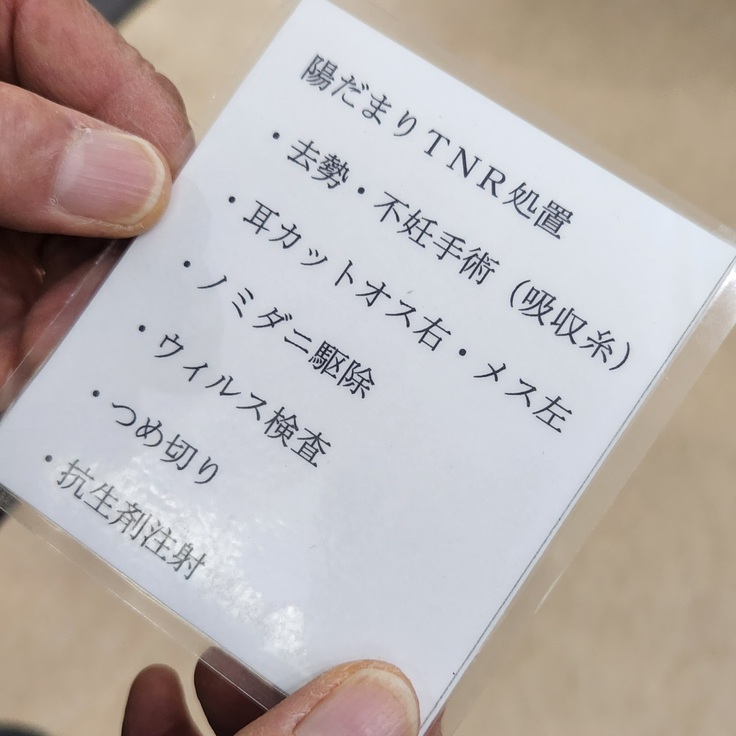 陽だまりＴＮＲ処置
・去勢・不妊手術（吸収糸）
・耳カットオス右・メス左
・ノミダニ駆除
・ウィルス検査
・つめ切り
・抗生剤注射